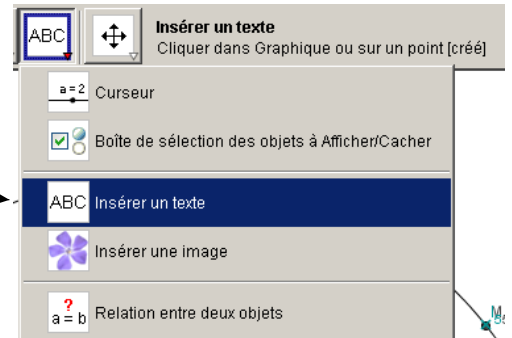 ABC Insérer un texte
Cliquer dans Graphique ou sur un point [créé]
a=2 Curseur
Boîte de sélection des objets à Afficher/Cacher
ABC Insérer un texte
Insérer une image
? a=b Relation entre deux objets
M